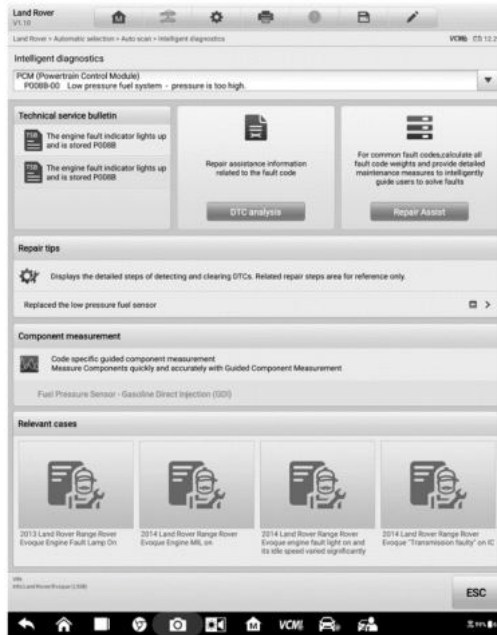 Land Rover
V1.10
Land Rover > Automatic selection > Auto scan > Intelligent diagnostics
VCMI
12.2
Intelligent diagnostics
PCM (Powertrain Control Module)
P008B-00 Low pressure fuel system - pressure is too high.
Technical service bulletin
TSB
The engine fault indicator lights up
and is stored P008B
TSB
The engine fault indicator lights up
and is stored P008B
Repair assistance information
related to the fault code
DTC analysis
For common fault codes,calculate all
fault code weights and provide detailed
maintenance measures to intelligently
guide users to solve faults
Repair Assist
Repair tips
Displays the detailed steps of detecting and clearing DTCs. Related repair steps area for reference only.
Replaced the low pressure fuel sensor
Component measurement
Code specific guided component measurement
Measure Components quickly and accurately with Guided Component Measurement
Fuel Pressure Sensor - Gasoline Direct Injection (GDI)
Relevant cases
2013 Land Rover Range Rover
Evoque Engine Fault Lamp On
2014 Land Rover Range Rover
Evoque Engine MIL on
2014 Land Rover Range Rover
Evoque engine fault light on and
its idle speed varied significantly
2014 Land Rover Range Rover
Evoque "Transmission faulty" on IC
ESC
VCMI